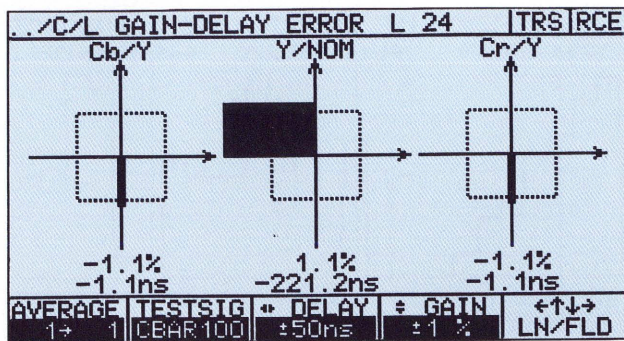 ../C/L GAIN-DELAY ERROR L 24 TRS RCE
Cb/Y Y/NOM Cr/Y
-1.1% 1.1% -1.1%
-1.1ns -221.2ns -1.1ns
AVERAGE TESTSIG ◂▸ DELAY ♦ GAIN ←↑↓→
1→ 1 CBAR100 ±50ns ±1 % LN/FLD